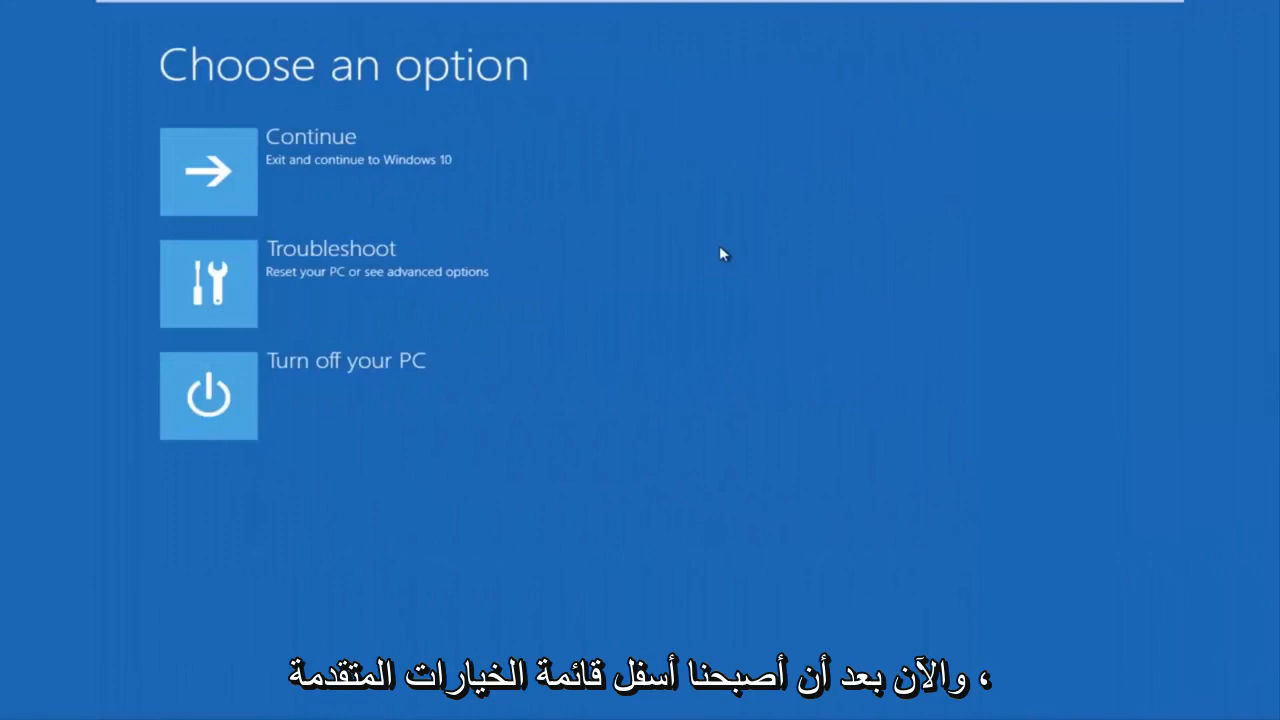 Choose an option
Continue
Exit and continue to Windows 10
Troubleshoot
Reset your PC or see advanced options
Turn off your PC
، والآن بعد أن أصبحنا أسفل قائمة الخيارات المتقدمة